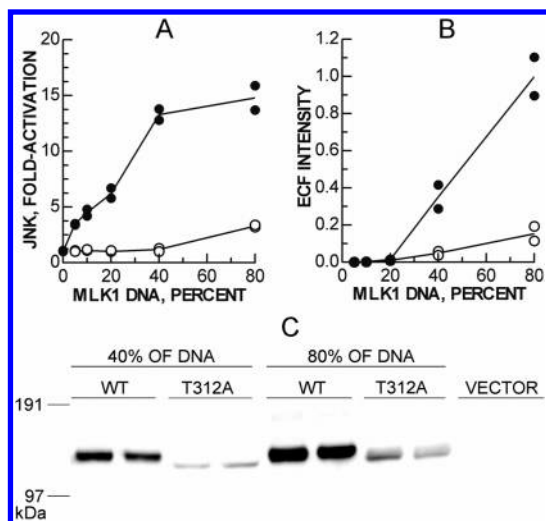 A
B
JNK, FOLD-ACTIVATION
20
15
10
5
0
0 20 40 60 80
MLK1 DNA, PERCENT
ECF INTENSITY
1.2
1.0
0.8
0.6
0.4
0.2
0.0
0 20 40 60 80
MLK1 DNA, PERCENT
C
40% OF DNA 80% OF DNA
WT T312A WT T312A VECTOR
191
97
kDa